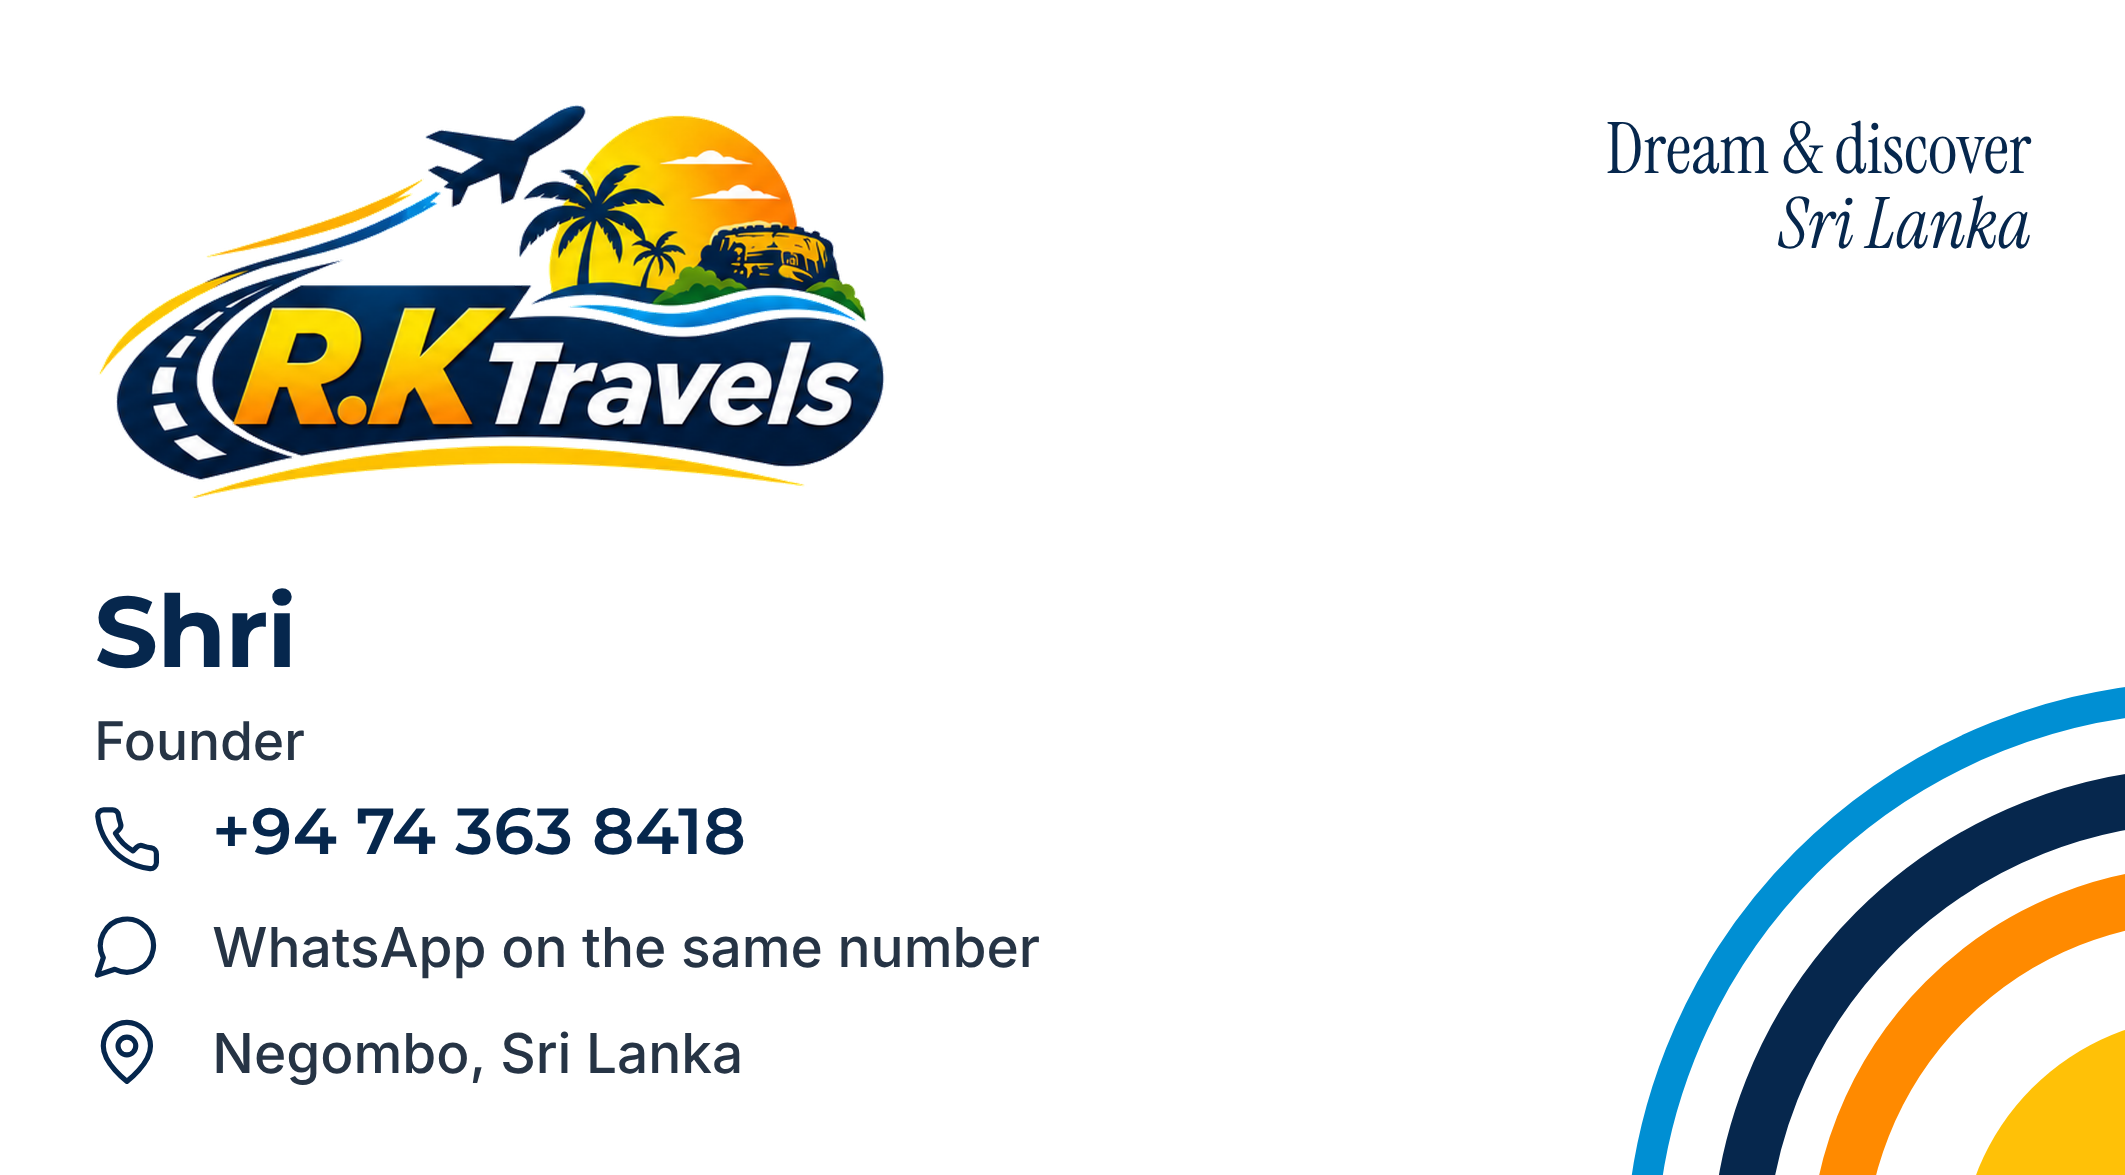 R.K Travels
Dream & discover
Sri Lanka
Shri
Founder
+94 74 363 8418
WhatsApp on the same number
Negombo, Sri Lanka